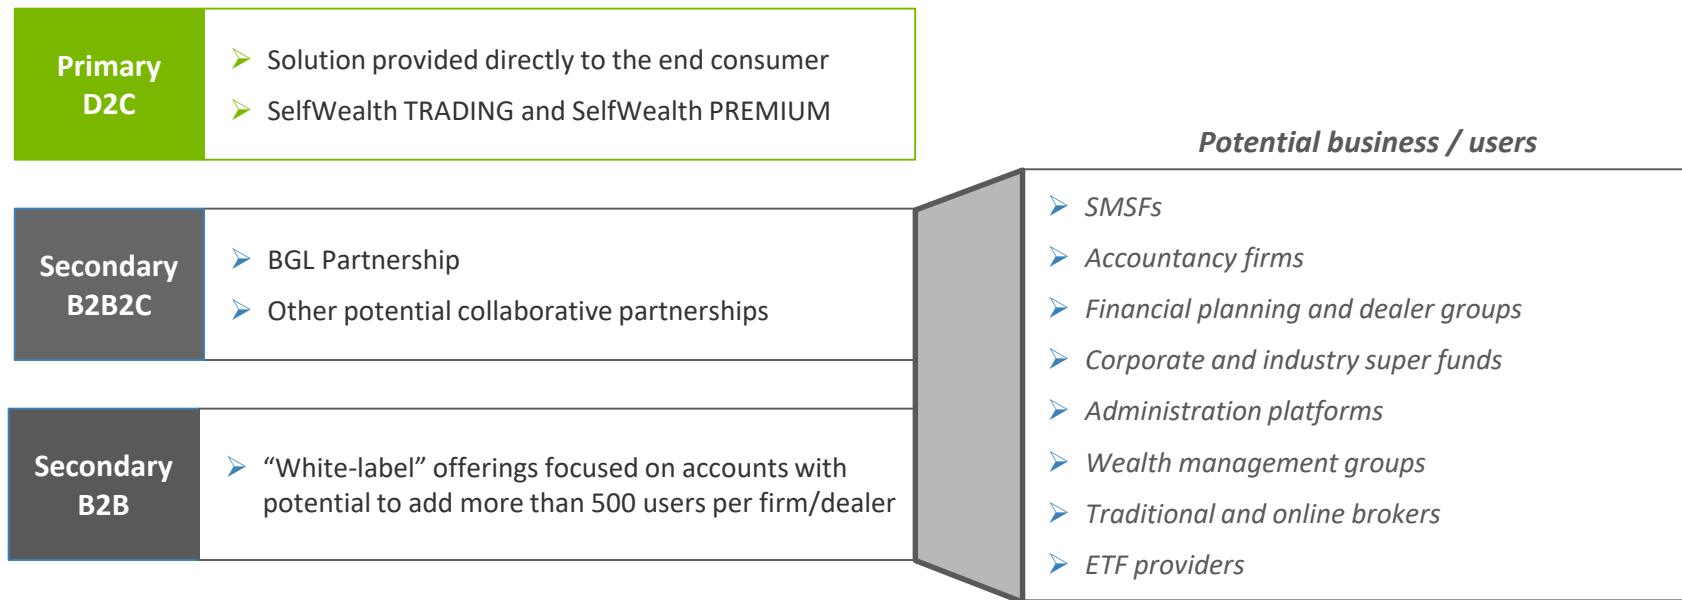 Primary
D2C
Solution provided directly to the end consumer
SelfWealth TRADING and SelfWealth PREMIUM
Secondary
B2B2C
BGL Partnership
Other potential collaborative partnerships
Secondary
B2B
“White-label” offerings focused on accounts with
potential to add more than 500 users per firm/dealer
Potential business / users
SMSFs
Accountancy firms
Financial planning and dealer groups
Corporate and industry super funds
Administration platforms
Wealth management groups
Traditional and online brokers
ETF providers